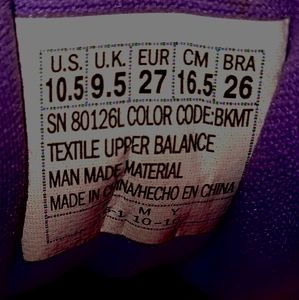 U.S. U.K. EUR CM BRA
10.5 9.5 27 16.5 26
SN 80126L COLOR CODE:BKMT
TEXTILE UPPER BALANCE
MAN MADE MATERIAL
MADE IN CHINA/HECHO EN CHINA
M Y